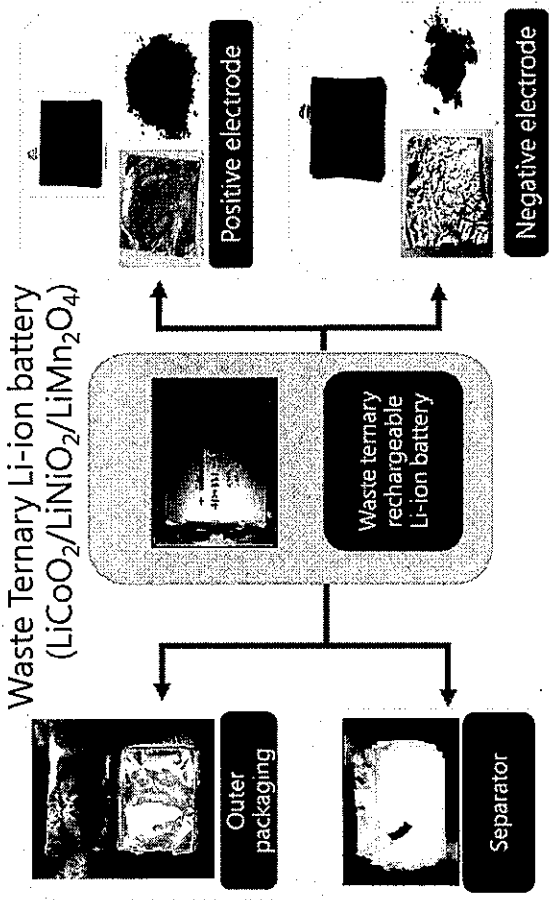 Waste Ternary Li-ion battery
(LiCoO₂/LiNiO₂/LiMn₂O₄)
Outer
packaging
Separator
Waste ternary
rechargeable
Li-ion battery
Positive electrode
Negative electrode